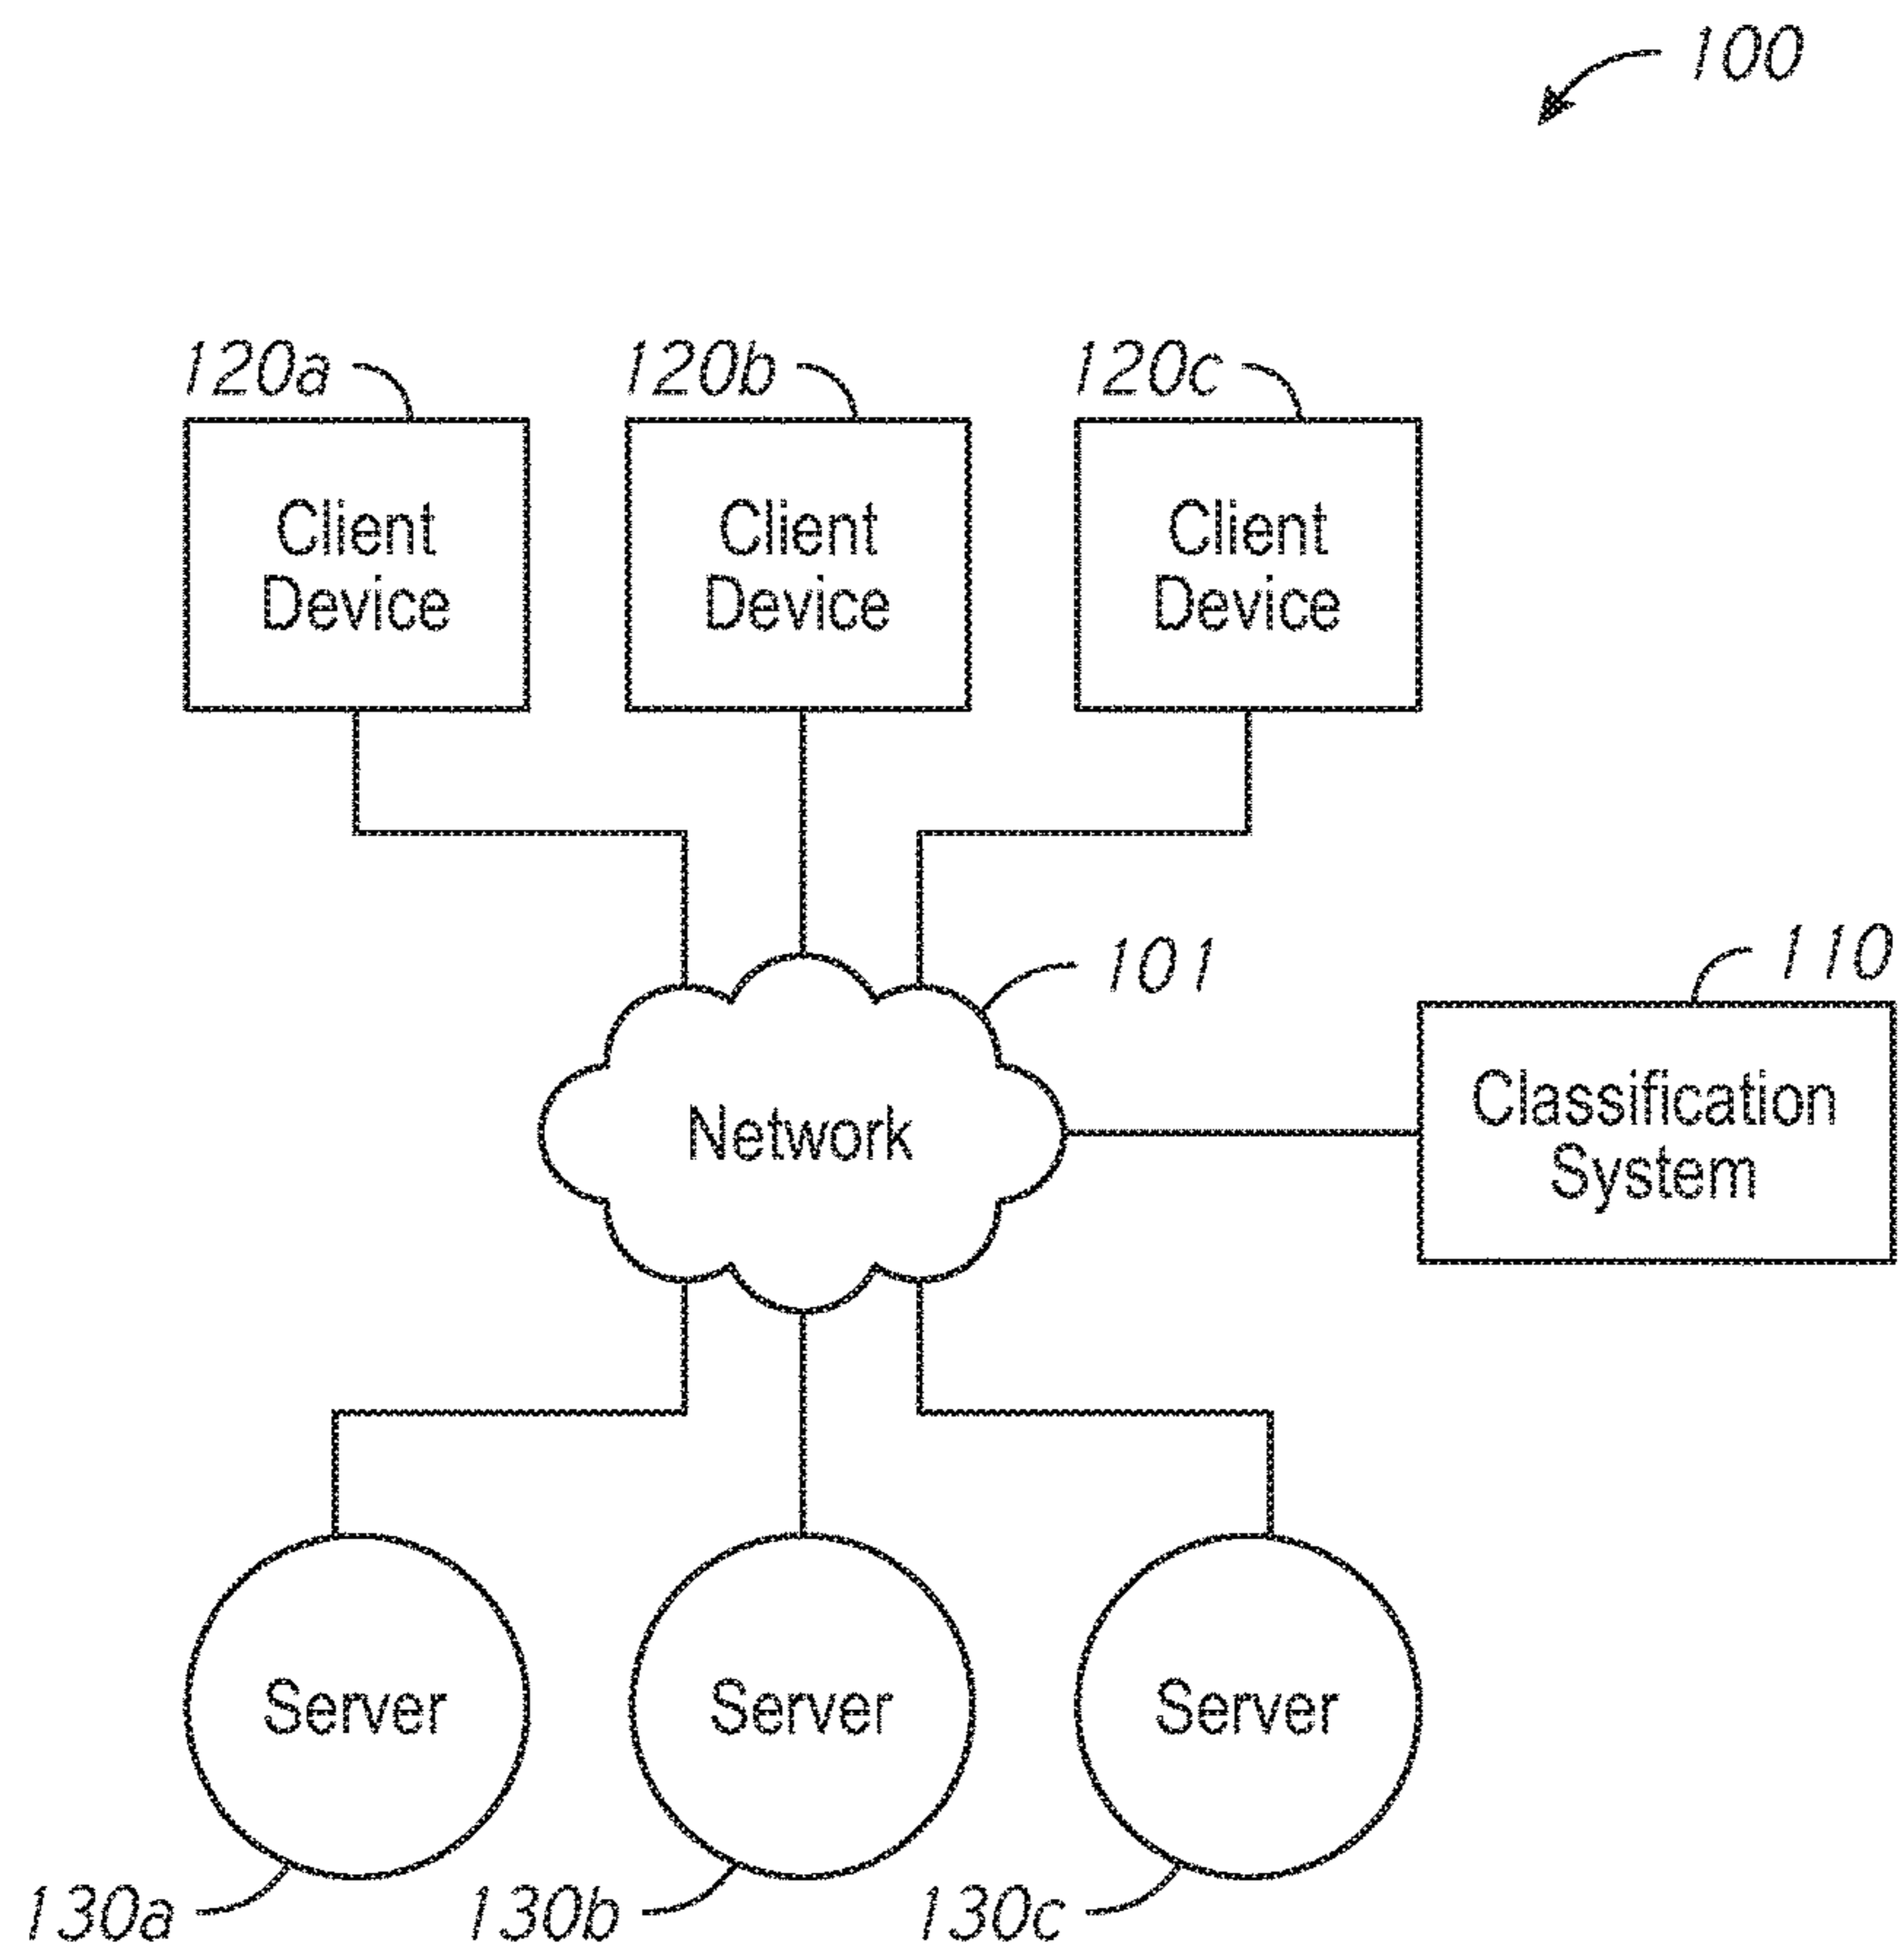 100
120a
120b
120c
Client
Device
Client
Device
Client
Device
101
110
Network
Classification
System
Server
Server
Server
130a
130b
130c